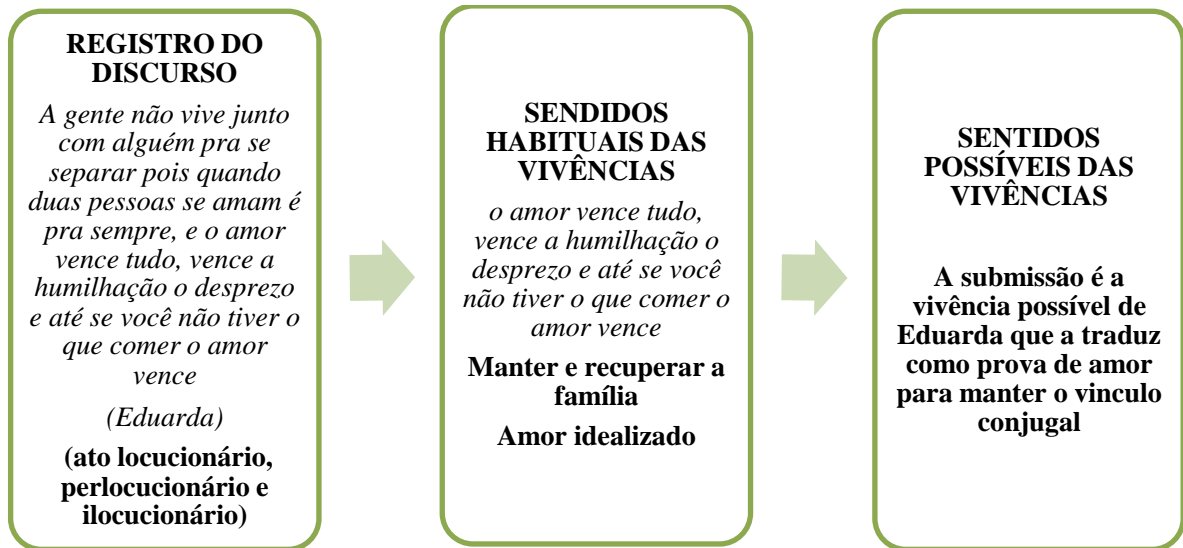 REGISTRO DO
DISCURSO
A gente não vive junto
com alguém pra se
separar pois quando
duas pessoas se amam é
pra sempre, e o amor
vence tudo, vence a
humilhação o desprezo
e até se você não tiver o
que comer o amor
vence
(Eduarda)
(ato locucionário,
perlocucionário e
ilocucionário)
SENDIDOS
HABITUAIS DAS
VIVÊNCIAS
o amor vence tudo,
vence a humilhação o
desprezo e até se você
não tiver o que comer o
amor vence
Manter e recuperar a
família
Amor idealizado
SENTIDOS
POSSÍVEIS DAS
VIVÊNCIAS
A submissão é a
vivência possível de
Eduarda que a traduz
como prova de amor
para manter o vinculo
conjugal